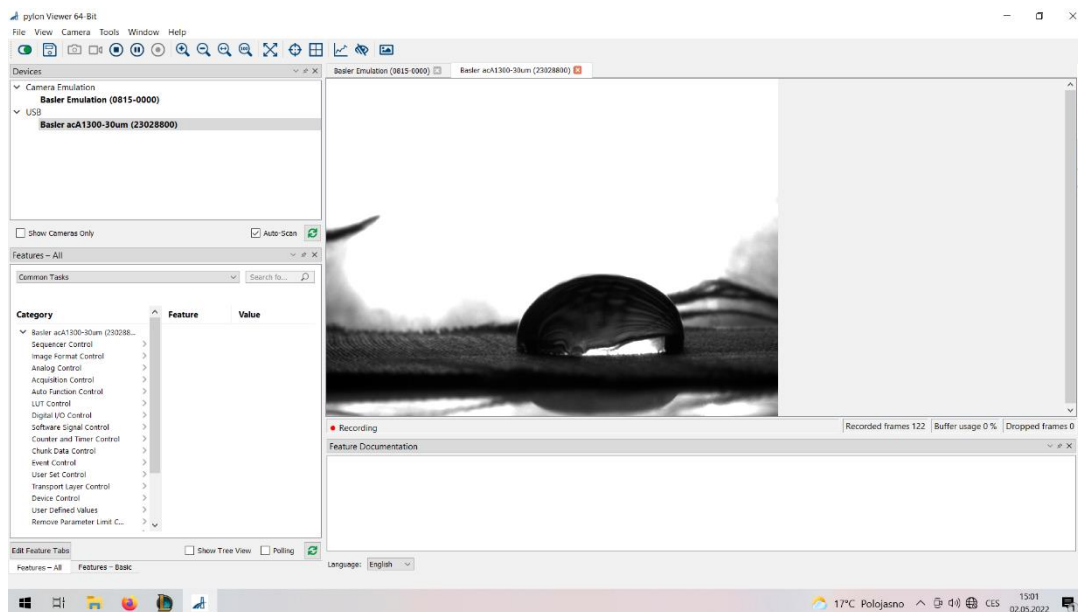 pylon Viewer 64-Bit
File View Camera Tools Window Help
Devices
Camera Emulation
Basler Emulation (0815-0000)
USB
Basler acA1300-30um (23028800)
Show Cameras Only
Auto-Scan
Features – All
Common Tasks
Search fo...
Category Feature Value
Basler acA1300-30um (230288...
Sequencer Control
Image Format Control
Analog Control
Acquisition Control
Auto Function Control
LUT Control
Digital I/O Control
Software Signal Control
Counter and Timer Control
Chunk Data Control
Event Control
User Set Control
Transport Layer Control
Device Control
User Defined Values
Remove Parameter Limit C...
Edit Feature Tabs
Show Tree View
Polling
Features – All Features – Basic
Basler Emulation (0815-0000) Basler acA1300-30um (23028800)
Recording
Recorded frames 122 Buffer usage 0 % Dropped frames 0
Feature Documentation
Language: English
17°C Polojasno CES 15:01
02.05.2022